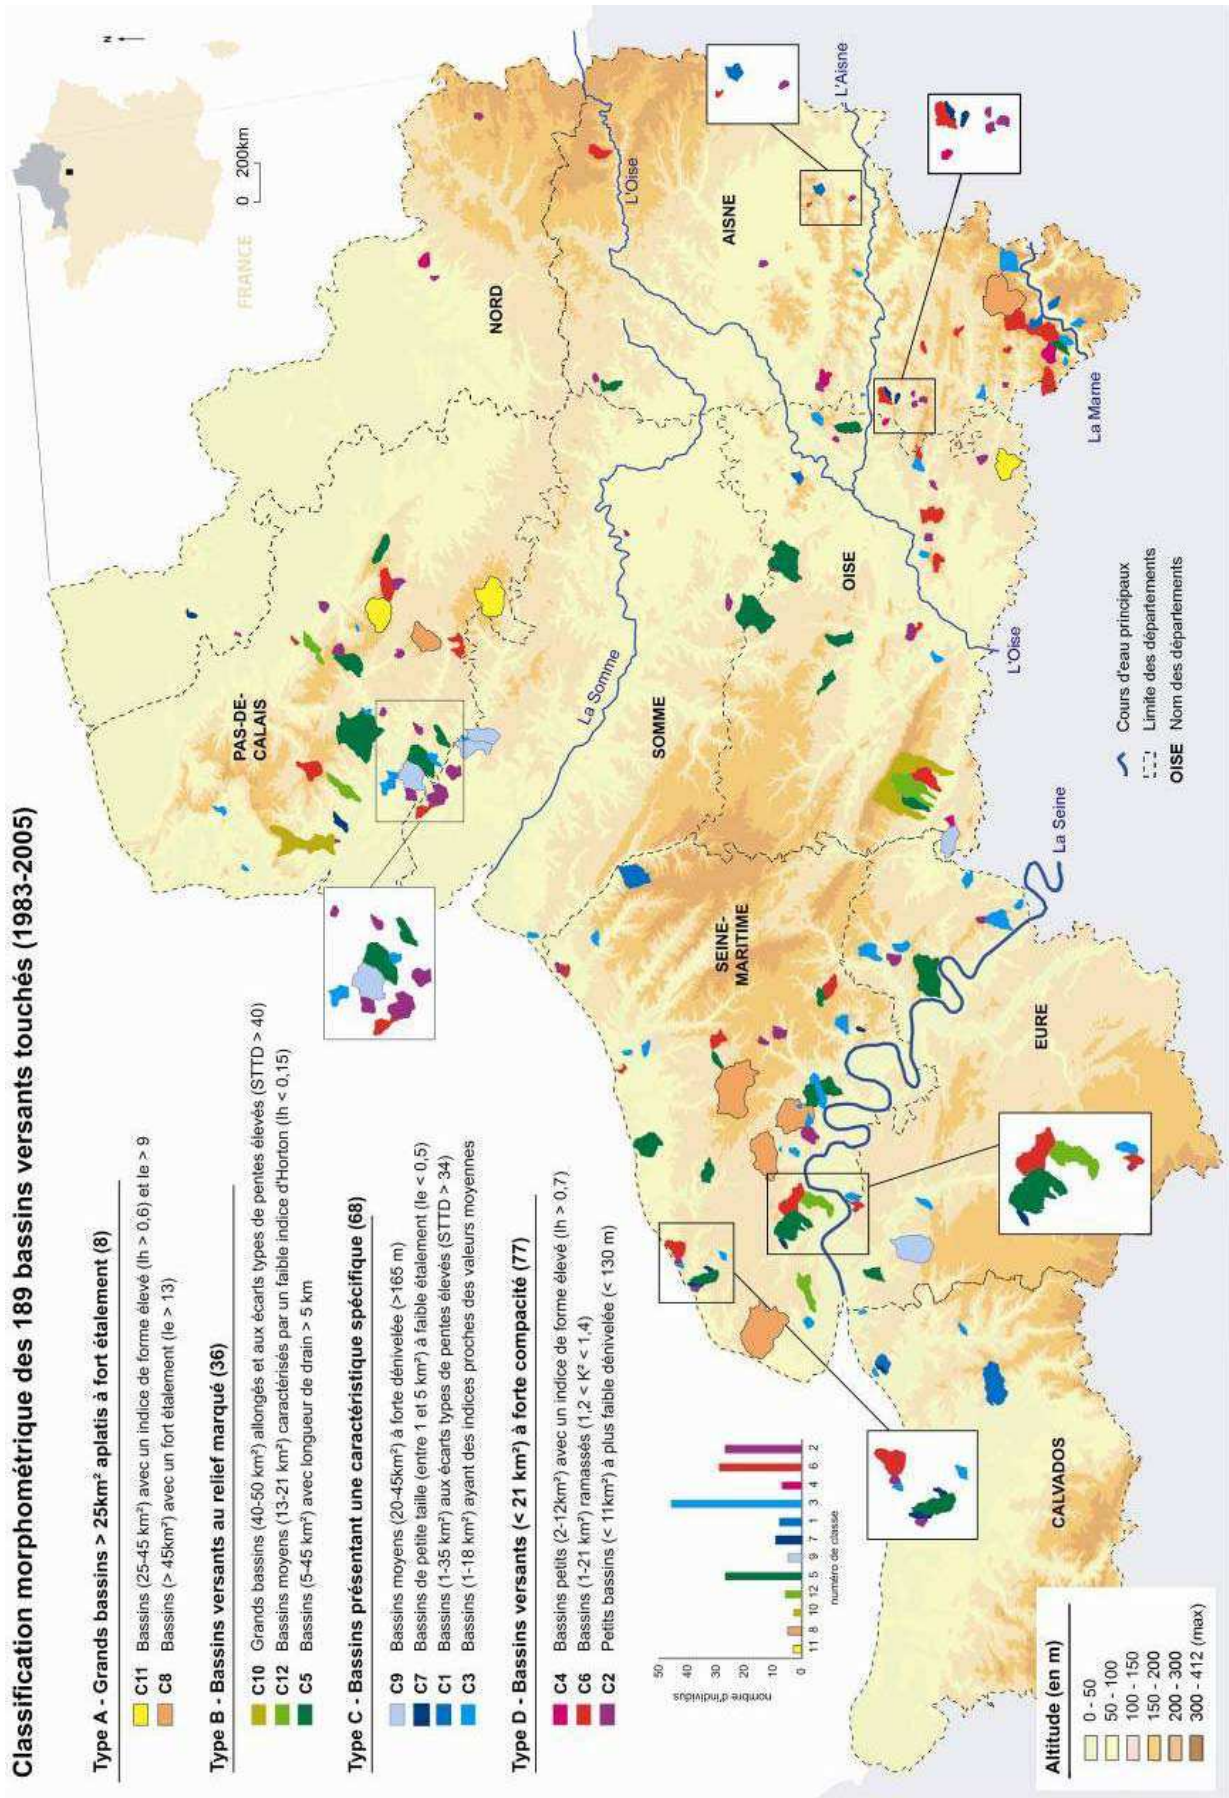 Classification morphométrique des 189 bassins versants touchés (1983-2005)
Type A - Grands bassins > 25km² aplatis à fort étalement (8)
C11 Bassins (25-45 km²) avec un indice de forme élevé (Ih > 0,6) et Ie > 9
C8 Bassins (> 45km²) avec un fort étalement (Ie > 13)
Type B - Bassins versants au relief marqué (36)
C10 Grands bassins (40-50 km²) allongés et aux écarts types de pentes élevés (STTD > 40)
C12 Bassins moyens (13-21 km²) caractérisés par un faible indice d'Horton (Ih < 0,15)
C5 Bassins (5-45 km²) avec longueur de drain > 5 km
Type C - Bassins présentant une caractéristique spécifique (68)
C9 Bassins moyens (20-45km²) à forte dénivelée (>165 m)
C7 Bassins de petite taille (entre 1 et 5 km²) à faible étalement (Ie < 0,5)
C1 Bassins (1-35 km²) aux écarts types de pentes élevés (STTD > 34)
C3 Bassins (1-18 km²) ayant des indices proches des valeurs moyennes
Type D - Bassins versants (< 21 km²) à forte compacité (77)
C4 Bassins petits (2-12km²) avec un indice de forme élevé (Ih > 0,7)
C6 Bassins (1-21 km²) ramassés (1,2 < K² < 1,4)
C2 Petits bassins (< 11km²) à plus faible dénivelée (< 130 m)
nombre d'individus
50
40
30
20
10
0
11 8 10 12 5 9 7 1 3 4 6 2
numéro de classe
Altitude (en m)
0 - 50
50 - 100
100 - 150
150 - 200
200 - 300
300 - 412 (max)
N
FRANCE
0 200km
PAS-DE-
CALAIS
NORD
La Somme
SOMME
L'Oise
AISNE
L'Aisne
OISE
L'Oise
La Marne
SEINE-
MARITIME
La Seine
EURE
CALVADOS
Cours d'eau principaux
Limite des départements
OISE Nom des départements